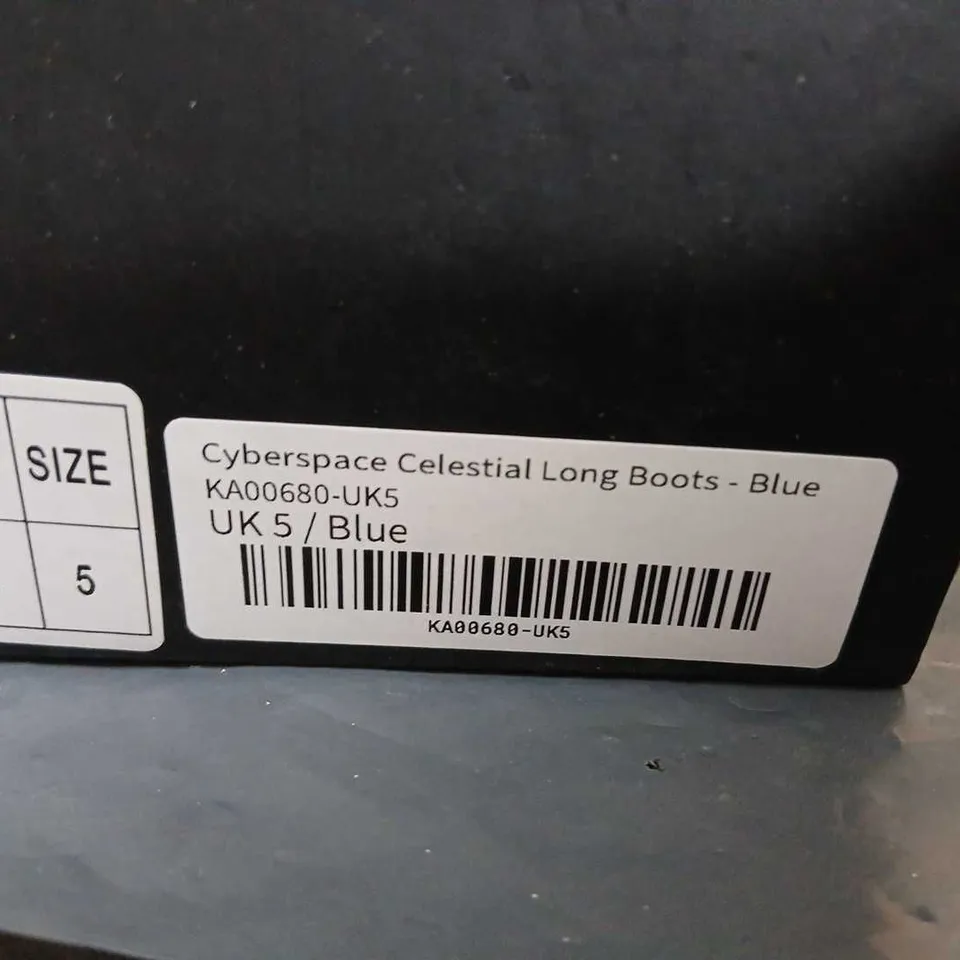 SIZE
5
Cyberspace Celestial Long Boots - Blue
KA00680-UK5
UK 5 / Blue
KA00680-UK5